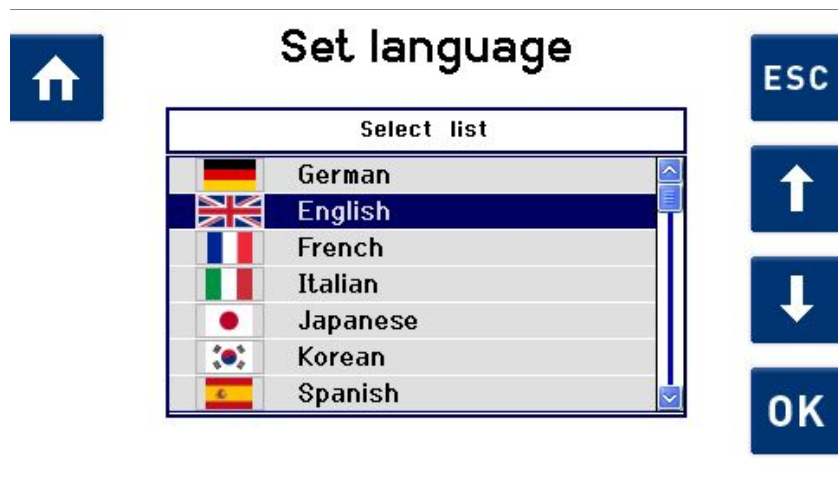 Set language
ESC
Select list
German
English
French
Italian
Japanese
Korean
Spanish
OK